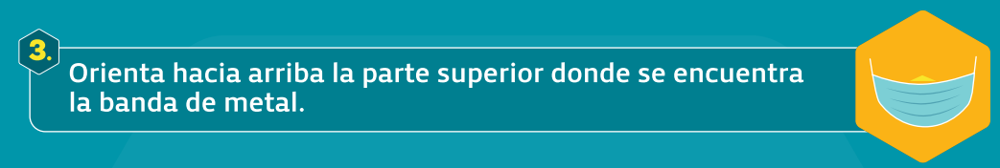 3.
Orienta hacia arriba la parte superior donde se encuentra
la banda de metal.